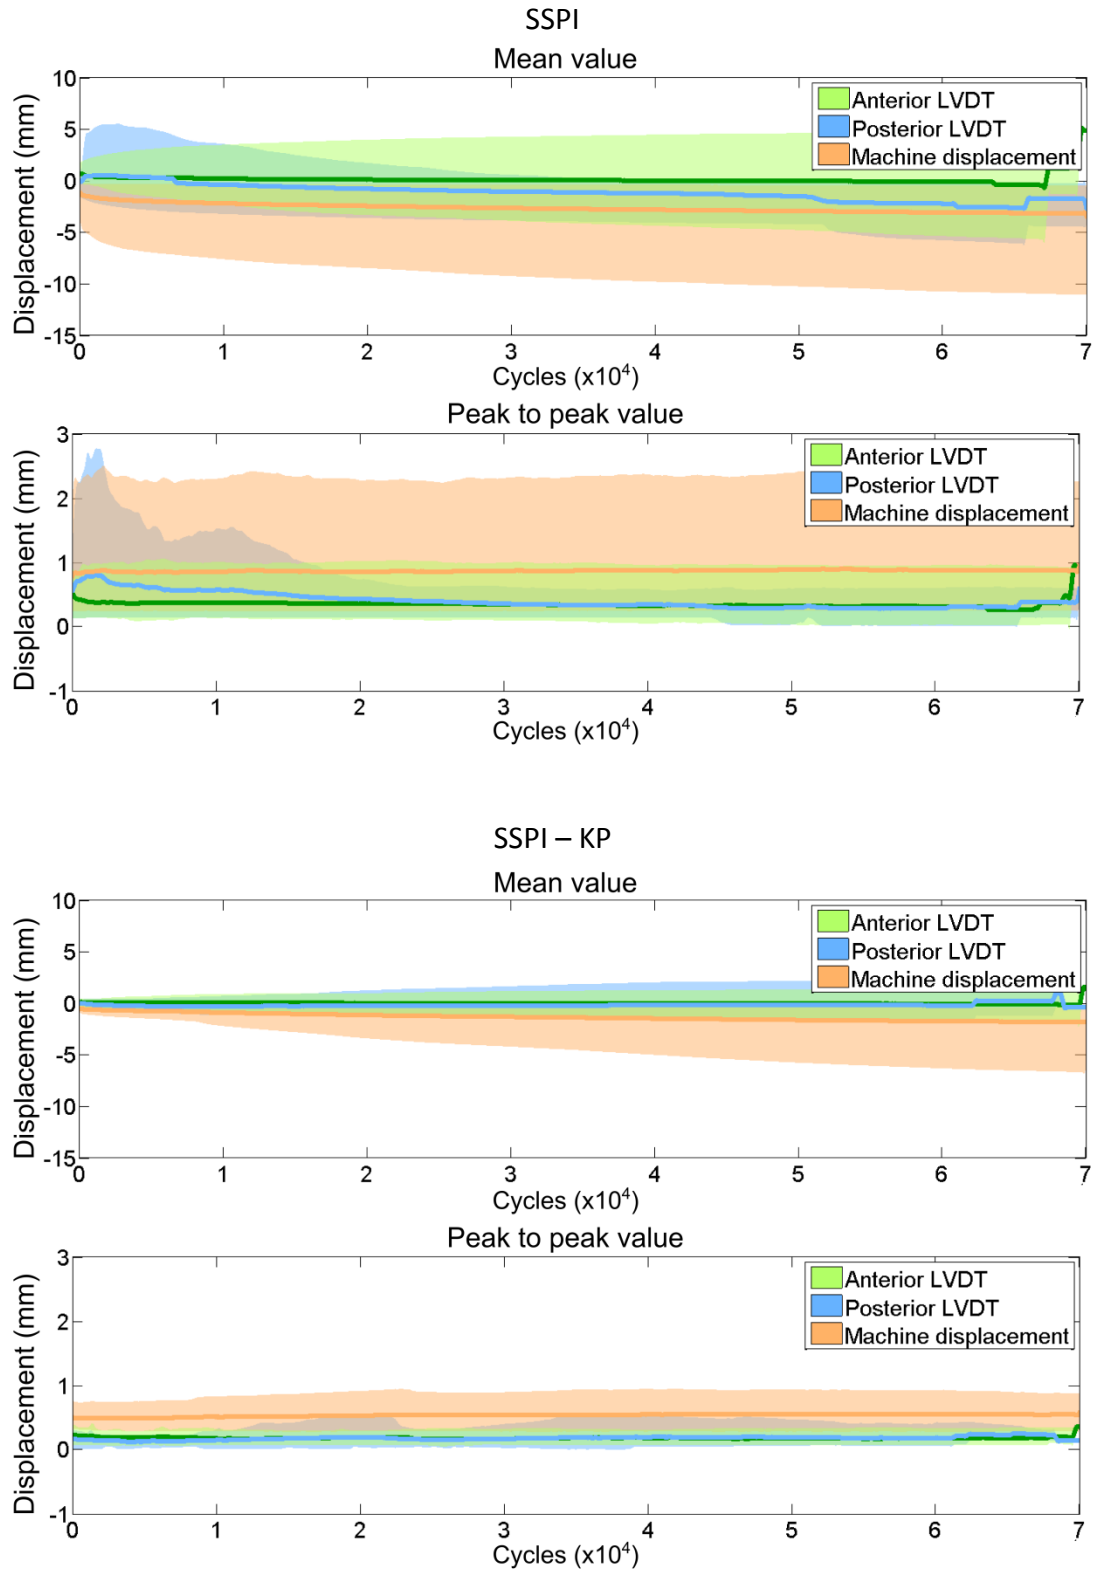 SSPI
Mean value
10
5
0
-5
-10
-15
Displacement (mm)
Anterior LVDT
Posterior LVDT
Machine displacement
0 1 2 3 4 5 6 7
Cycles (x10⁴)
Peak to peak value
3
2
1
0
-1
Displacement (mm)
Anterior LVDT
Posterior LVDT
Machine displacement
0 1 2 3 4 5 6 7
Cycles (x10⁴)
SSPI – KP
Mean value
10
5
0
-5
-10
-15
Displacement (mm)
Anterior LVDT
Posterior LVDT
Machine displacement
0 1 2 3 4 5 6 7
Cycles (x10⁴)
Peak to peak value
3
2
1
0
-1
Displacement (mm)
Anterior LVDT
Posterior LVDT
Machine displacement
0 1 2 3 4 5 6 7
Cycles (x10⁴)